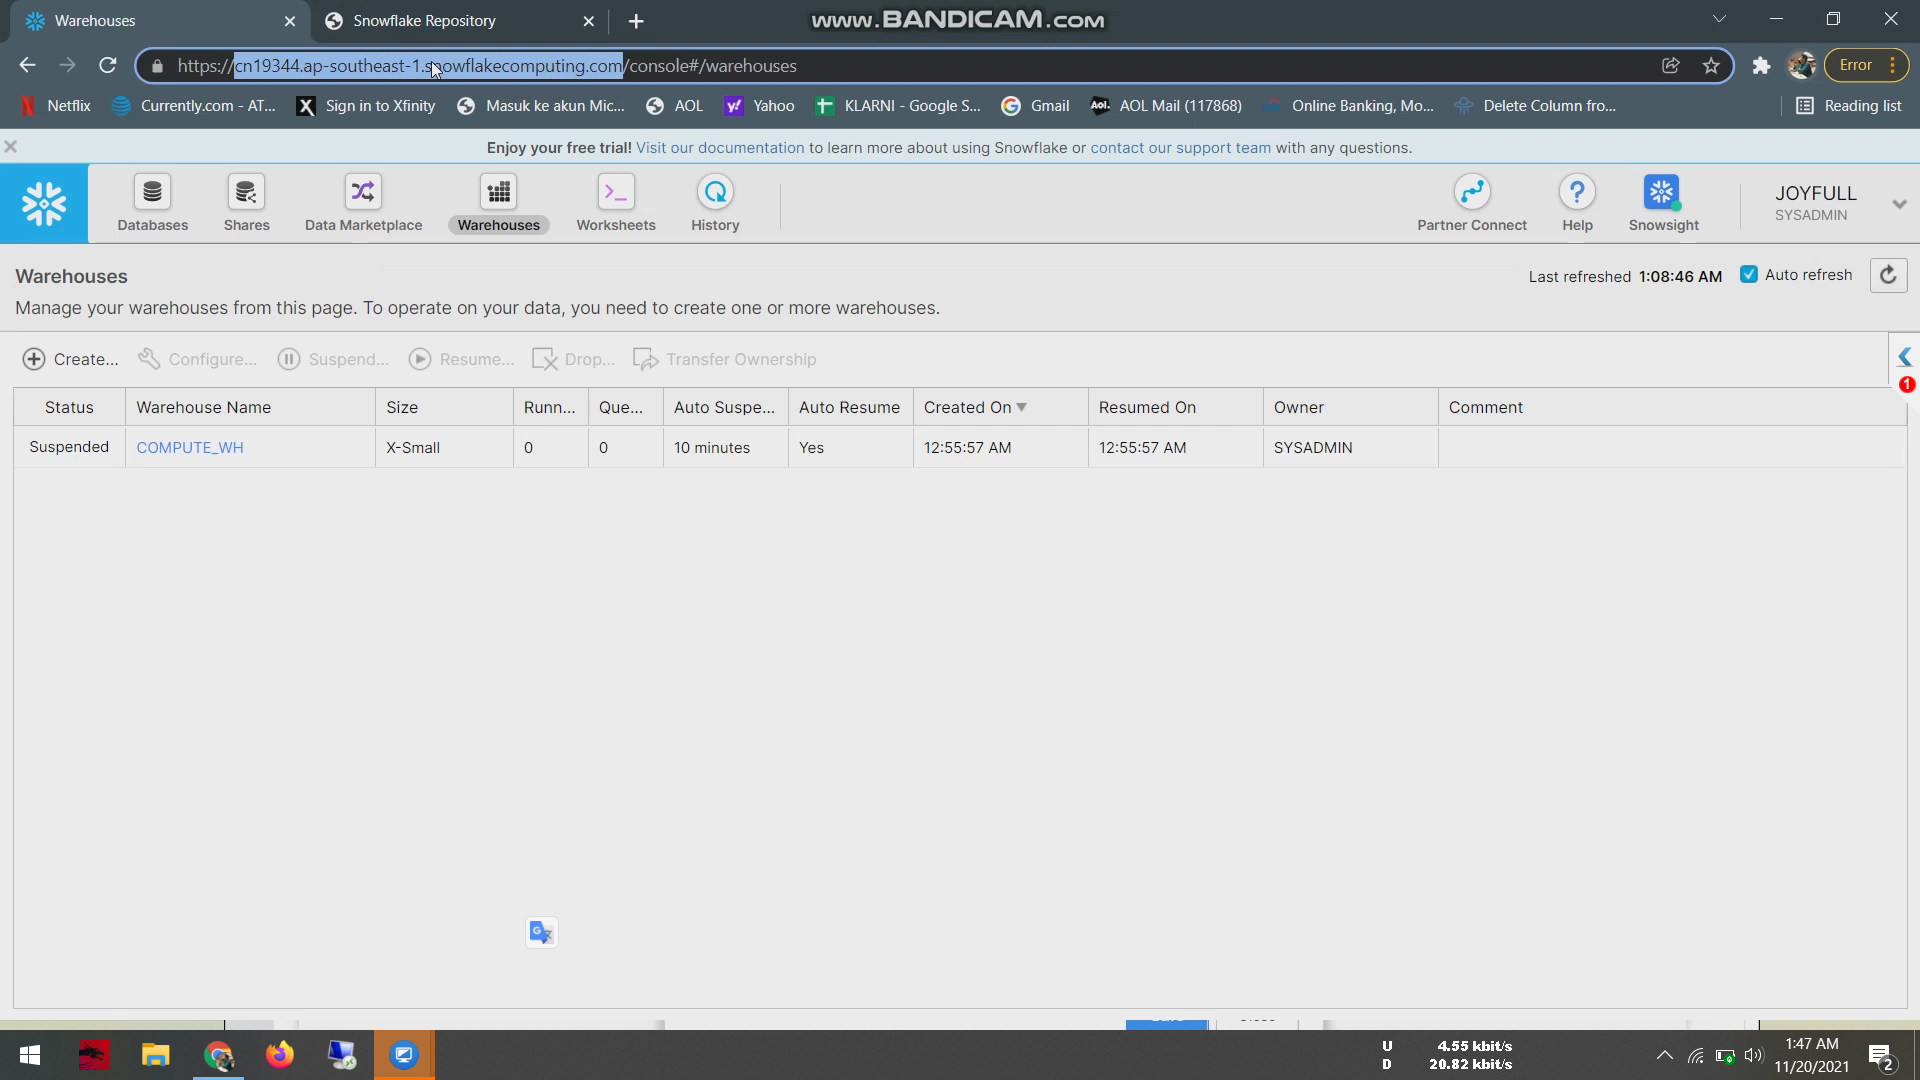 Warehouses
Snowflake Repository
www.BANDICAM.com
https://cn19344.ap-southeast-1.snowflakecomputing.com/console#/warehouses
Error
Netflix
Currently.com - AT...
Sign in to Xfinity
Masuk ke akun Mic...
AOL
Yahoo
KLARNI - Google S...
Gmail
Aol.
AOL Mail (117868)
Online Banking, Mo...
Delete Column fro...
Reading list
Enjoy your free trial! Visit our documentation to learn more about using Snowflake or contact our support team with any questions.
Databases
Shares
Data Marketplace
Warehouses
Worksheets
History
Partner Connect
Help
Snowsight
JOYFULL
SYSADMIN
Warehouses
Last refreshed 1:08:46 AM
Auto refresh
Manage your warehouses from this page. To operate on your data, you need to create one or more warehouses.
Create...
Configure...
Suspend...
Resume...
Drop...
Transfer Ownership
1
Status Warehouse Name Size Runn... Que... Auto Suspe... Auto Resume Created On Resumed On Owner Comment
Suspended COMPUTE_WH X-Small 0 0 10 minutes Yes 12:55:57 AM 12:55:57 AM SYSADMIN
U 4.55 kbit/s
D 20.82 kbit/s
1:47 AM
11/20/2021
2